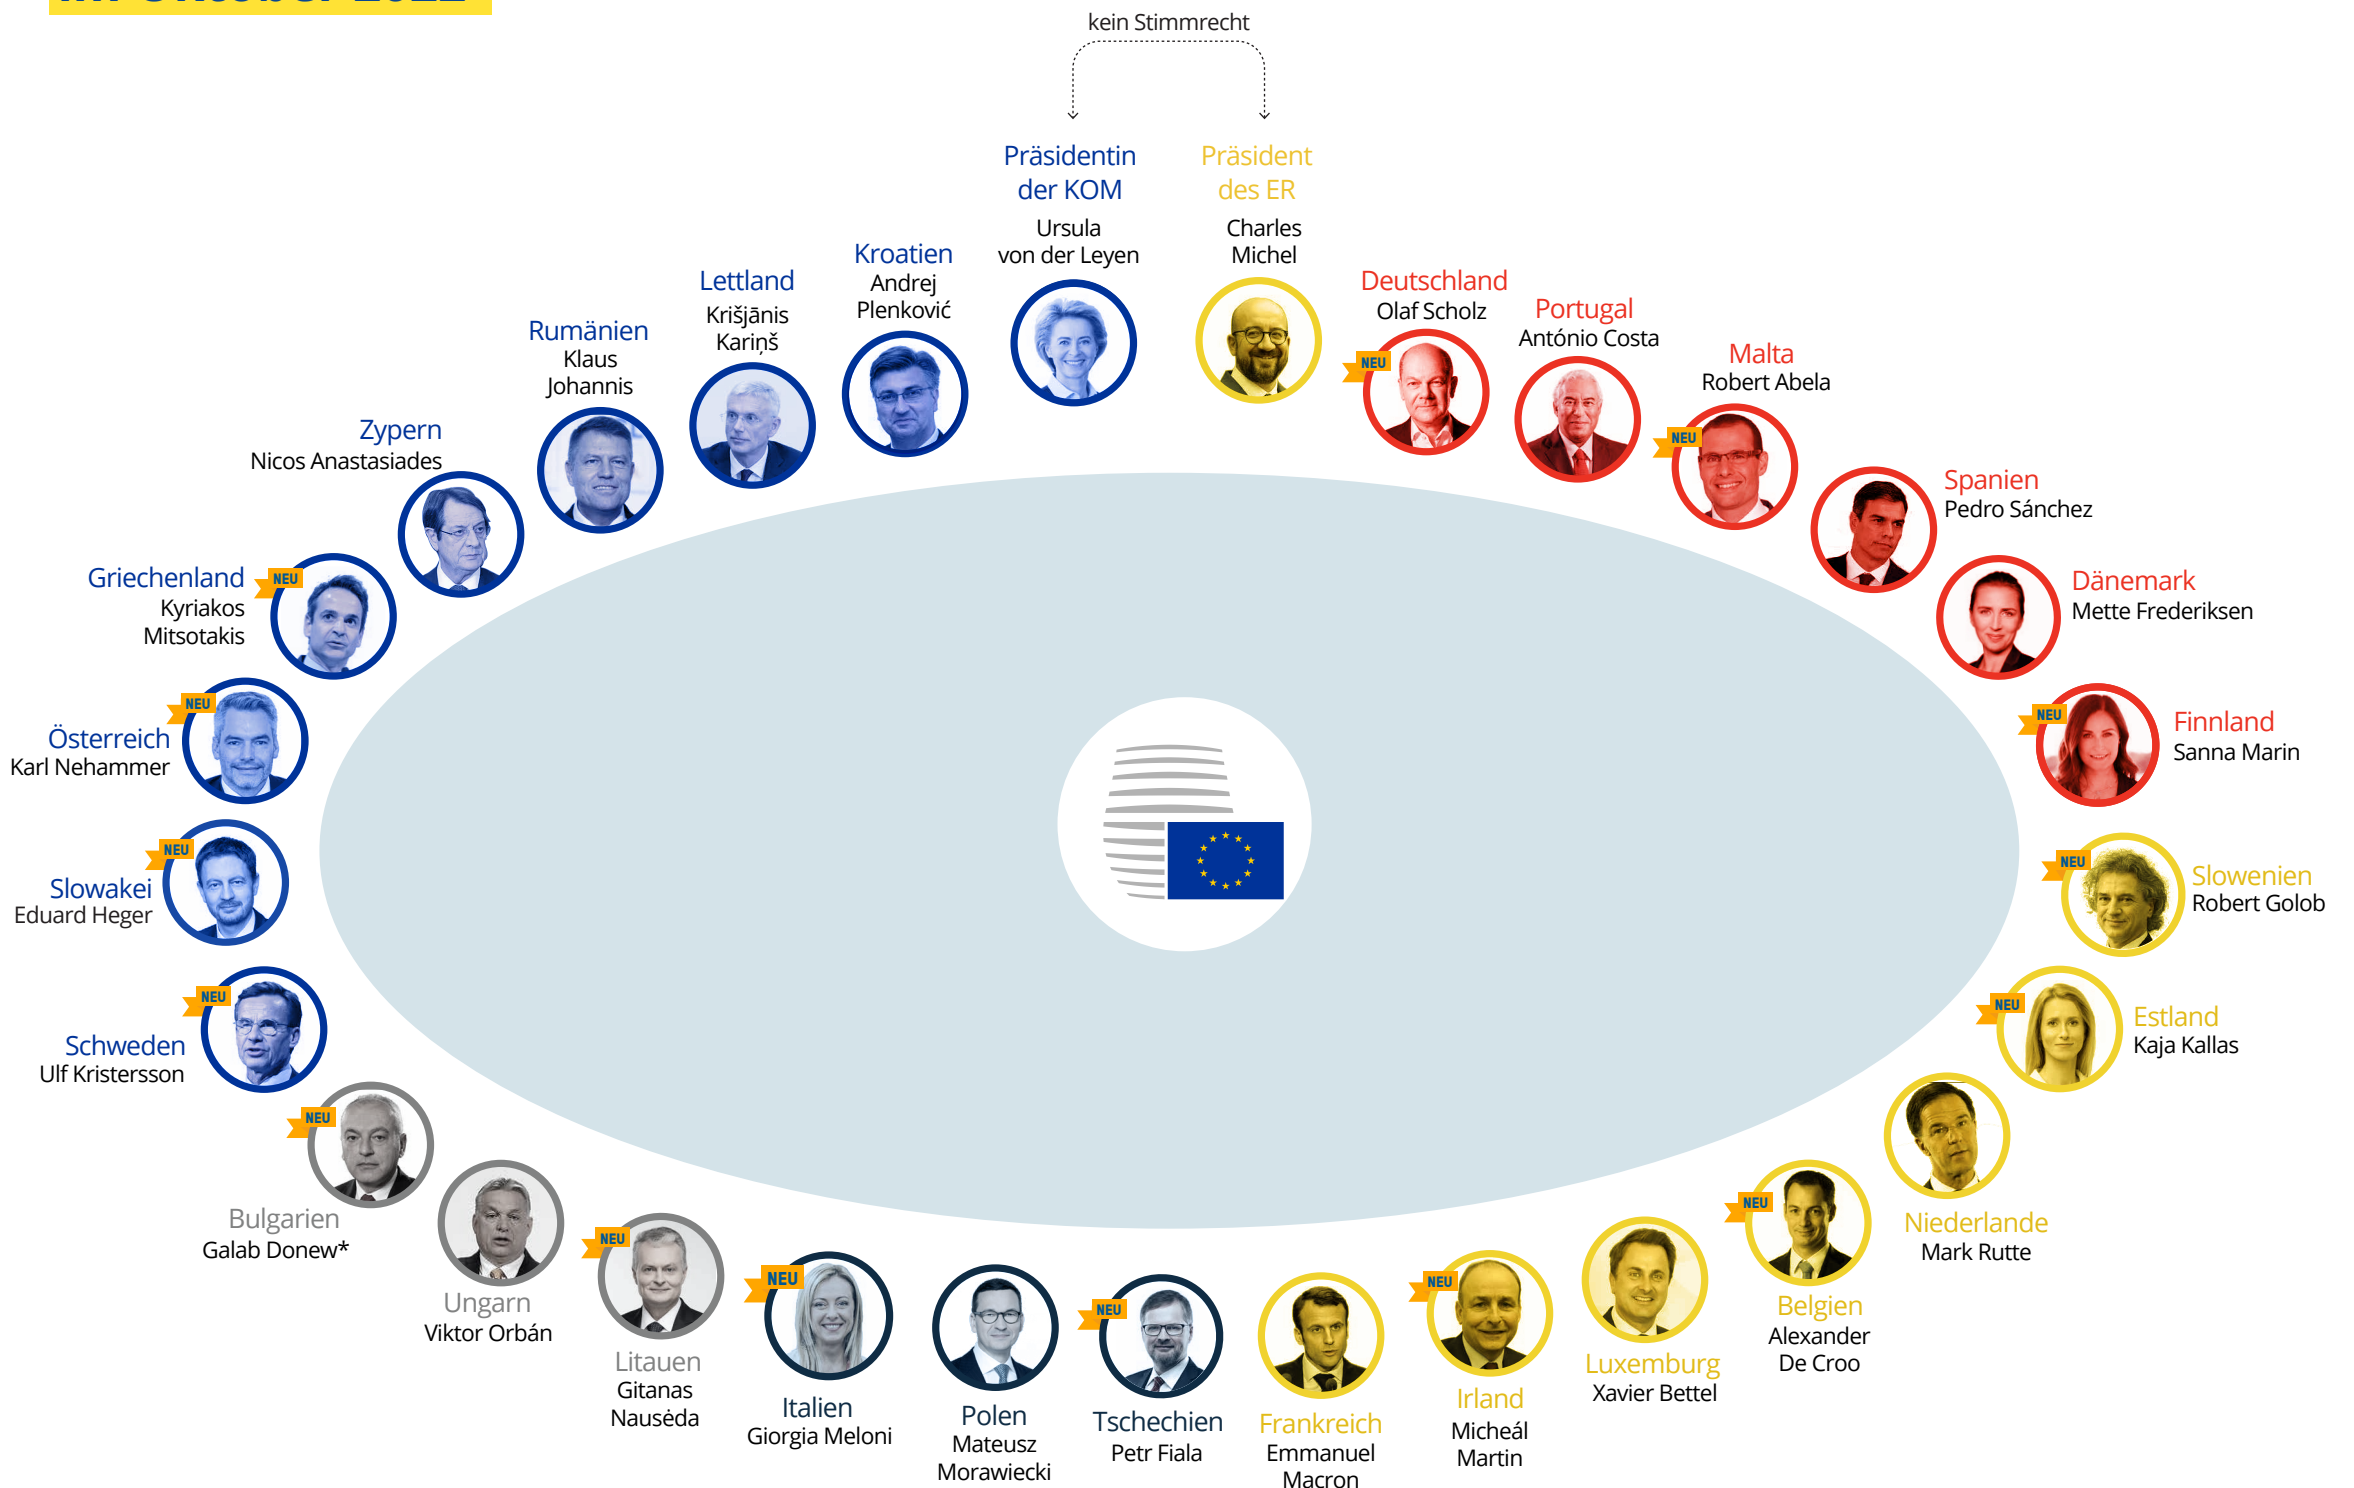 im Oktober 2022
kein Stimmrecht
Präsidentin
der KOM
Ursula
von der Leyen
Präsident
des ER
Charles
Michel
Deutschland
Olaf Scholz
NEU
Portugal
António Costa
Malta
Robert Abela
NEU
Spanien
Pedro Sánchez
Dänemark
Mette Frederiksen
NEU
Finnland
Sanna Marin
NEU
Slowenien
Robert Golob
NEU
Estland
Kaja Kallas
Niederlande
Mark Rutte
NEU
Belgien
Alexander
De Croo
Luxemburg
Xavier Bettel
NEU
Irland
Micheál
Martin
Frankreich
Emmanuel
Macron
NEU
Tschechien
Petr Fiala
Polen
Mateusz
Morawiecki
NEU
Italien
Giorgia Meloni
NEU
Litauen
Gitanas
Nausėda
Ungarn
Viktor Orbán
NEU
Bulgarien
Galab Donew*
NEU
Schweden
Ulf Kristersson
NEU
Slowakei
Eduard Heger
NEU
Österreich
Karl Nehammer
NEU
Griechenland
Kyriakos
Mitsotakis
Zypern
Nicos Anastasiades
Rumänien
Klaus
Johannis
Lettland
Krišjānis
Kariņš
Kroatien
Andrej
Plenković